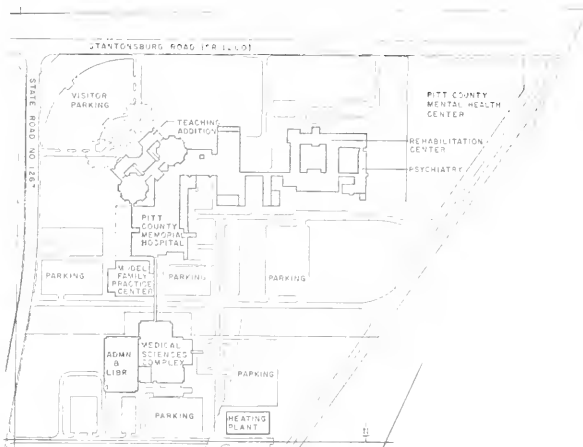 STANTONSBURG ROAD
STATE ROAD NO. 126
VISITOR
PARKING
TEACHING
ADDITION
PITT COUNTY
MENTAL HEALTH
CENTER
REHABILITATION
CENTER
PSYCHIATRY
PITT
COUNTY
MEMORIAL
HOSPITAL
PARKING
MODEL
FAMILY
PRACTICE
CENTER
PARKING
PARKING
ADMN
&
LIBR
MEDICAL
SCIENCES
COMPLEX
PARKING
PARKING
HEATING
PLANT